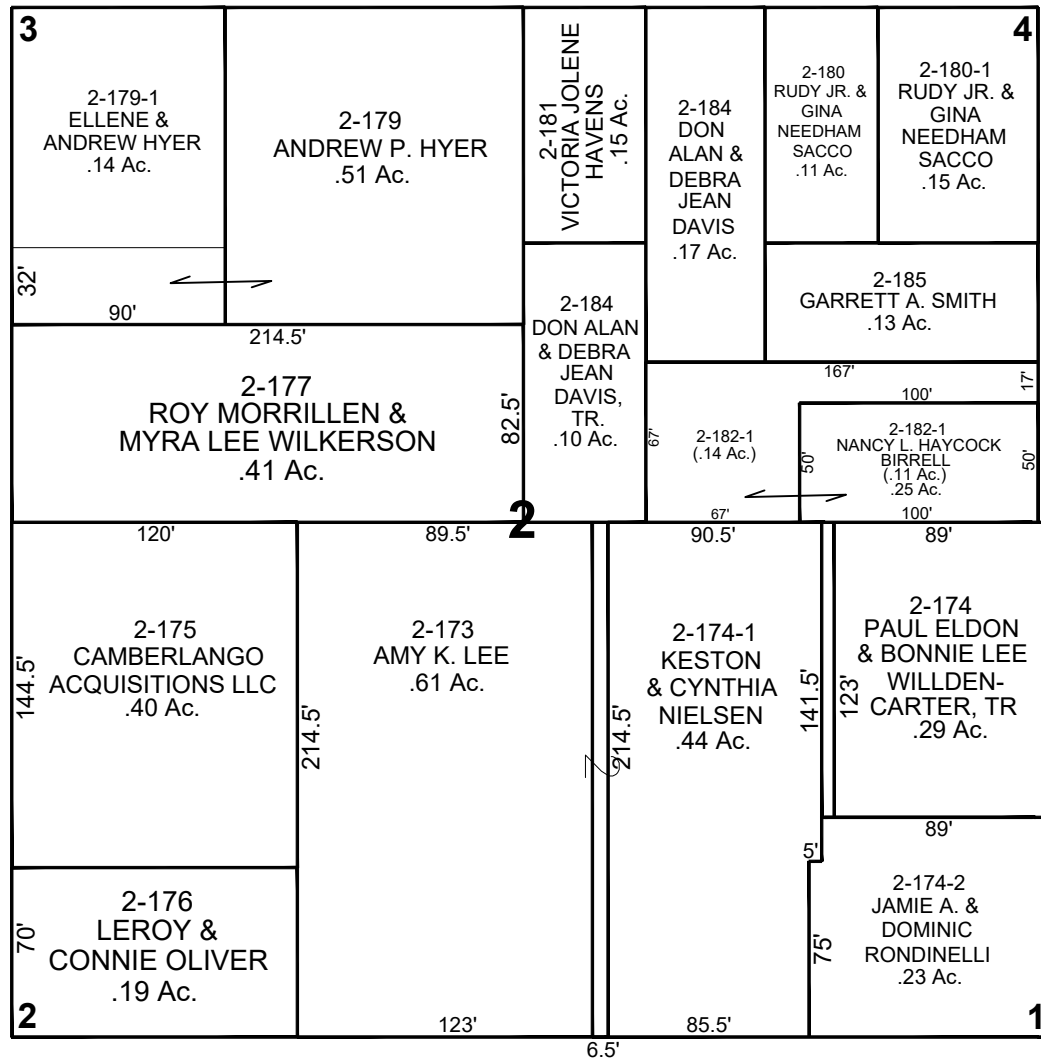 3
4
2-179-1
ELLENE &
ANDREW HYER
.14 Ac.
32'
90'
2-179
ANDREW P. HYER
.51 Ac.
2-181
VICTORIA JOLENE
HAVENS
.15 Ac.
2-184
DON
ALAN &
DEBRA
JEAN
DAVIS
.17 Ac.
2-180
RUDY JR. &
GINA
NEEDHAM
SACCO
.11 Ac.
2-180-1
RUDY JR. &
GINA
NEEDHAM
SACCO
.15 Ac.
2-185
GARRETT A. SMITH
.13 Ac.
2-184
DON ALAN
& DEBRA
JEAN
DAVIS,
TR.
.10 Ac.
214.5'
2-177
ROY MORRILLEN &
MYRA LEE WILKERSON
.41 Ac.
82.5'
167'
17'
100'
67'
2-182-1
(.14 Ac.)
67'
50'
2-182-1
NANCY L. HAYCOCK
BIRRELL
(.11 Ac.)
.25 Ac.
50'
100'
2
120'
144.5'
2-175
CAMBERLANGO
ACQUISITIONS LLC
.40 Ac.
89.5'
214.5'
2-173
AMY K. LEE
.61 Ac.
90.5'
214.5'
2-174-1
KESTON
& CYNTHIA
NIELSEN
.44 Ac.
141.5'
89'
123'
2-174
PAUL ELDON
& BONNIE LEE
WILLDEN-
CARTER, TR
.29 Ac.
89'
5'
70'
2-176
LEROY &
CONNIE OLIVER
.19 Ac.
75'
2-174-2
JAMIE A. &
DOMINIC
RONDINELLI
.23 Ac.
2
123'
6.5'
85.5'
1